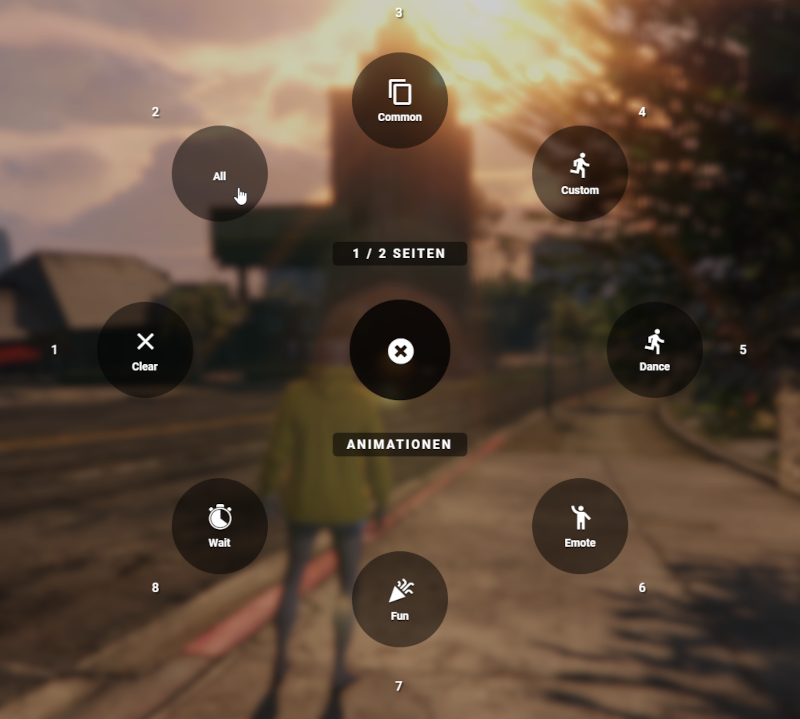 3
Common
2
All
4
Custom
1 / 2 SEITEN
1
Clear
Dance
5
ANIMATIONEN
Wait
8
Emote
6
Fun
7